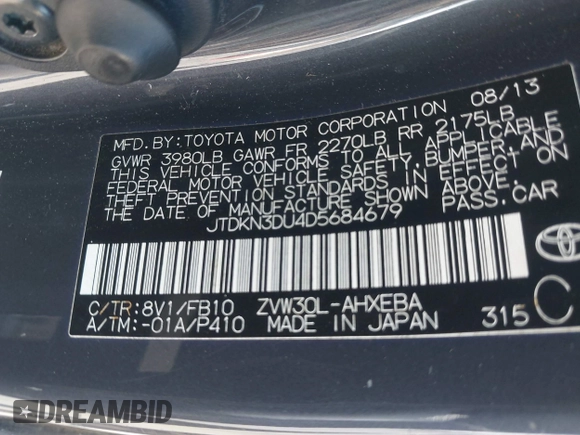 08/13
MFD.BY:TOYOTA MOTOR CORPORATION
GVWR 3980LB GAWR FR 2270LB RR 2175LB
THIS VEHICLE CONFORMS TO ALL APPLICABLE
FEDERAL MOTOR VEHICLE SAFETY,BUMPER,AND
THEFT PREVENTION STANDARDS IN EFFECT ON
THE DATE OF MANUFACTURE SHOWN ABOVE.
JTDKN3DU4D5684679 PASS.CAR
C/TR:8V1/FB10 ZVW30L-AHXEBA
A/TM:-01A/P410 MADE IN JAPAN 315 C
DREAMBID